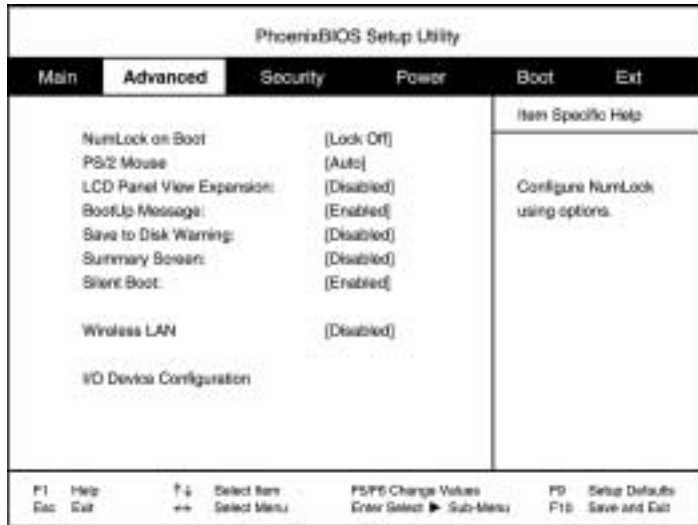 PhoenixBIOS Setup Utility
Main Advanced Security Power Boot Ext
Item Specific Help
NumLock on Boot [Lock Off]
PS/2 Mouse [Auto]
LCD Panel View Expansion: [Disabled]
Configure NumLock
BootUp Message: [Enabled]
using options.
Save to Disk Warning: [Disabled]
Summary Screen: [Disabled]
Silent Boot: [Enabled]
Wireless LAN [Disabled]
I/O Device Configuration
F1 Help ↑↓ Select Item F5/F6 Change Values F9 Setup Defaults
Esc Exit ↔ Select Menu Enter Select ▶ Sub-Menu F10 Save and Exit